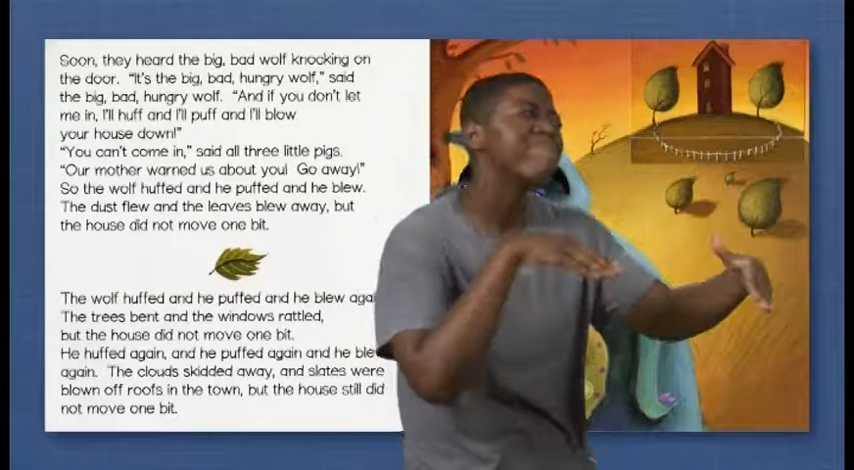 Soon, they heard the big, bad wolf knocking on
the door. "It's the big, bad, hungry wolf," said
the big, bad, hungry wolf. "And if you don't let
me in, I'll huff and I'll puff and I'll blow
your house down!"
"You can't come in," said all three little pigs.
"Our mother warned us about you! Go away!"
So the wolf huffed and he puffed and he blew.
The dust flew and the leaves blew away, but
the house did not move one bit.
The wolf huffed and he puffed and he blew
The trees bent and the windows rattled,
but the house did not move one bit.
He huffed again, and he puffed again and he
again. The clouds skidded away, and slates were
blown off roofs in the town, but the house still did
not move one bit.